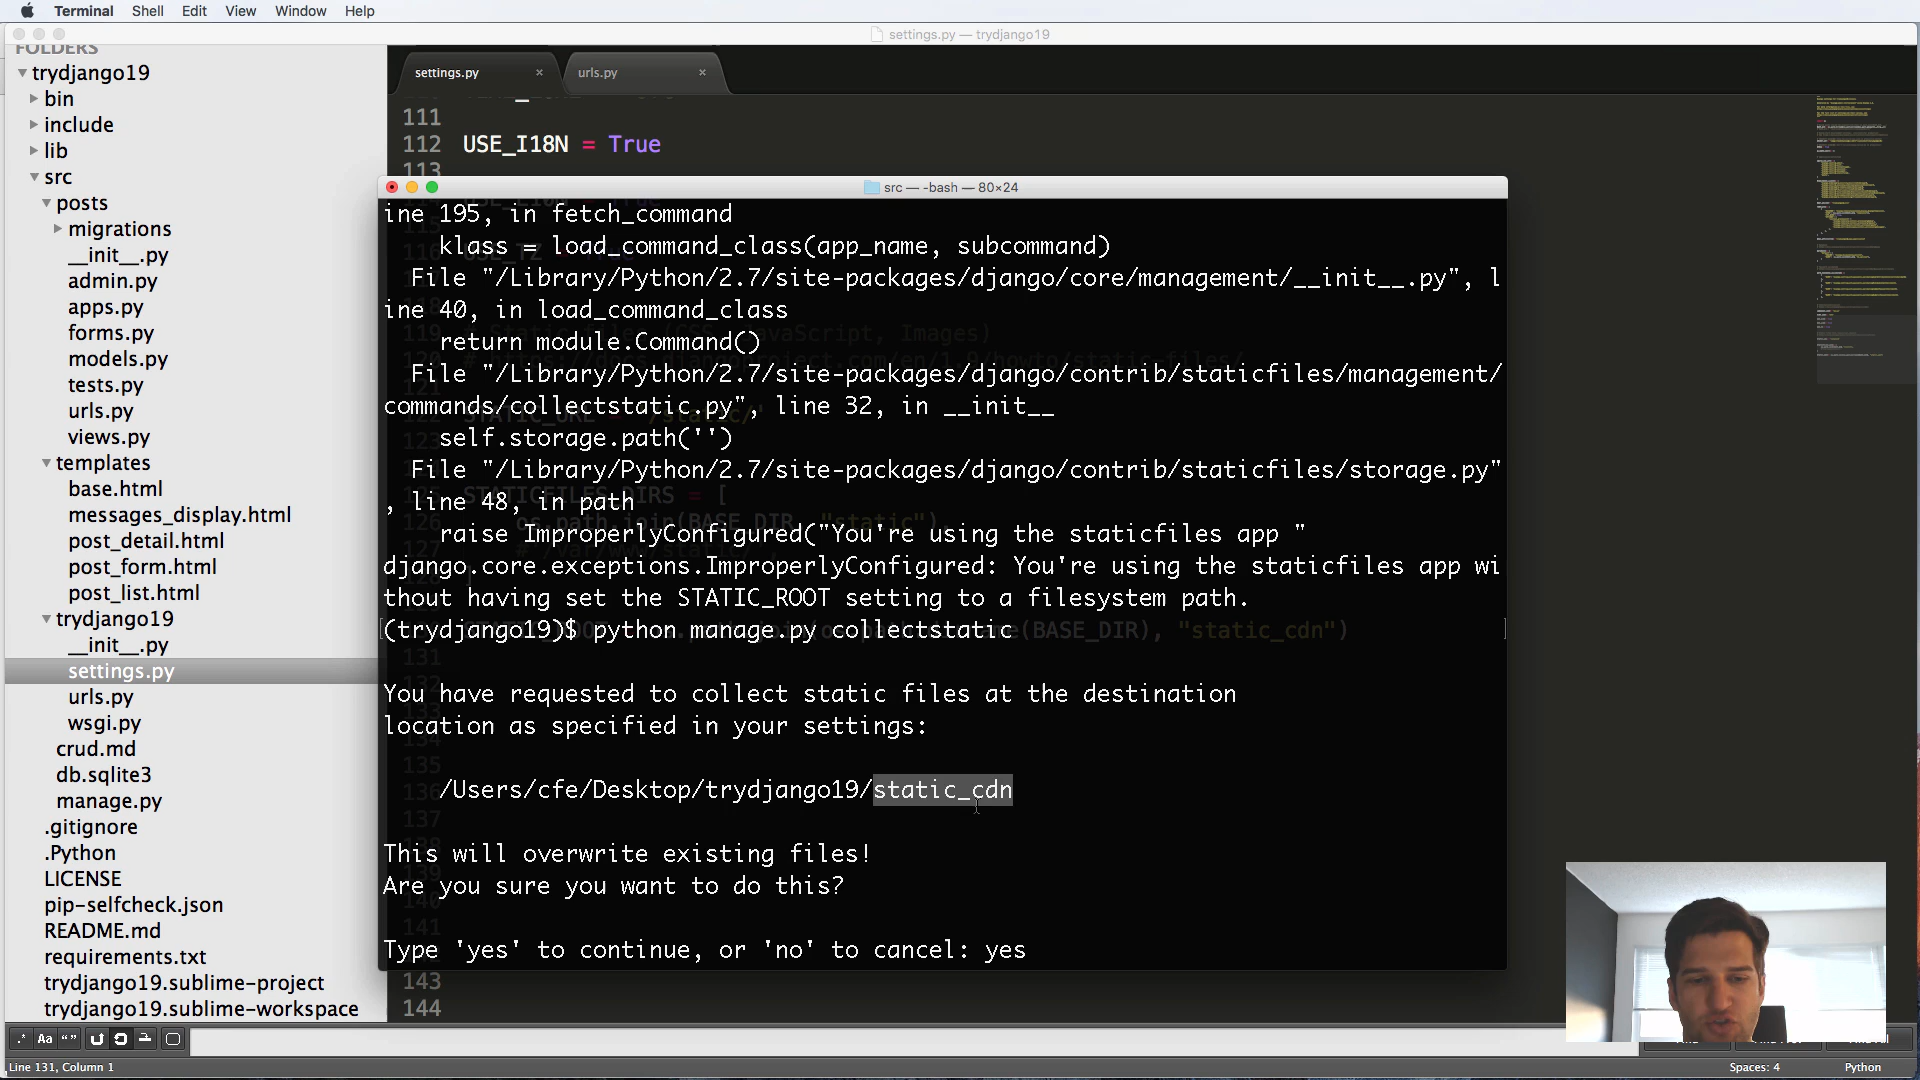 Terminal Shell Edit View Window Help
settings.py — trydjango19
FOLDERS
trydjango19
bin
include
lib
src
posts
migrations
__init__.py
admin.py
apps.py
forms.py
models.py
tests.py
urls.py
views.py
templates
base.html
messages_display.html
post_detail.html
post_form.html
post_list.html
trydjango19
__init__.py
settings.py
urls.py
wsgi.py
crud.md
db.sqlite3
manage.py
.gitignore
.Python
LICENSE
pip-selfcheck.json
README.md
requirements.txt
trydjango19.sublime-project
trydjango19.sublime-workspace
settings.py × urls.py ×
111
112 USE_I18N = True
113
src — -bash — 80×24
ine 195, in fetch_command
klass = load_command_class(app_name, subcommand)
File "/Library/Python/2.7/site-packages/django/core/management/__init__.py", l
ine 40, in load_command_class
return module.Command()
File "/Library/Python/2.7/site-packages/django/contrib/staticfiles/management/
commands/collectstatic.py", line 32, in __init__
self.storage.path('')
File "/Library/Python/2.7/site-packages/django/contrib/staticfiles/storage.py"
, line 48, in path
raise ImproperlyConfigured("You're using the staticfiles app "
django.core.exceptions.ImproperlyConfigured: You're using the staticfiles app wi
thout having set the STATIC_ROOT setting to a filesystem path.
(trydjango19)$ python manage.py collectstatic
You have requested to collect static files at the destination
location as specified in your settings:
/Users/cfe/Desktop/trydjango19/static_cdn
This will overwrite existing files!
Are you sure you want to do this?
Type 'yes' to continue, or 'no' to cancel: yes
143
144
.* Aa “”
Line 131, Column 1
Spaces: 4 Python